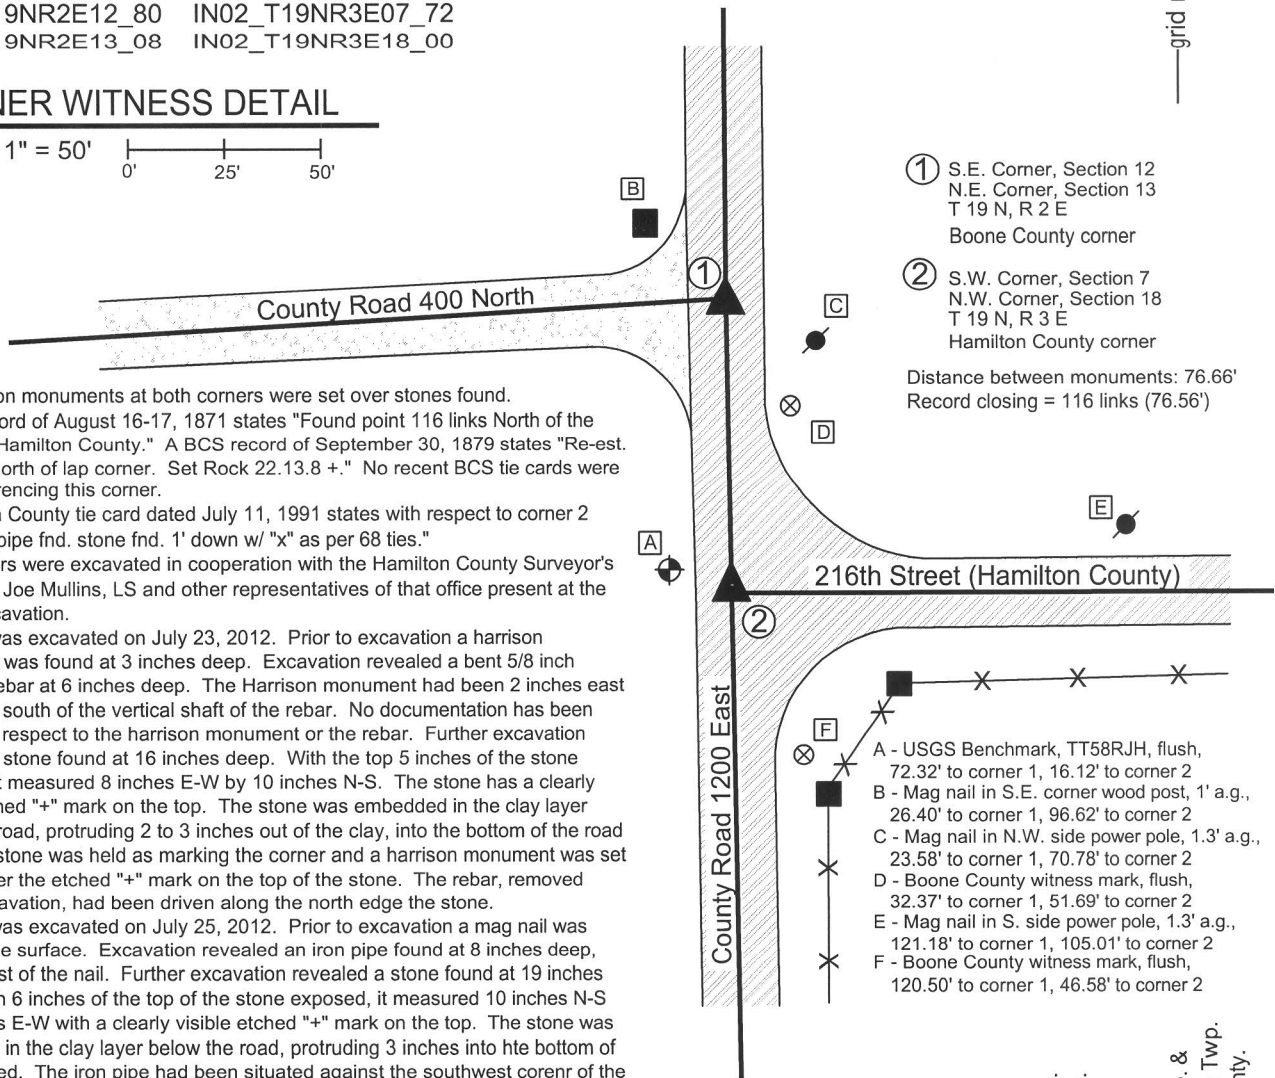 9NR2E12_80 IN02_T19NR3E07_72
9NR2E13_08 IN02_T19NR3E18_00
NER WITNESS DETAIL
1" = 50'
0' 25' 50'
grid
B
1
County Road 400 North
C
D
E
A
216th Street (Hamilton County)
2
County Road 1200 East
F
1 S.E. Corner, Section 12
N.E. Corner, Section 13
T 19 N, R 2 E
Boone County corner
2 S.W. Corner, Section 7
N.W. Corner, Section 18
T 19 N, R 3 E
Hamilton County corner
Distance between monuments: 76.66'
Record closing = 116 links (76.56')
on monuments at both corners were set over stones found.
ord of August 16-17, 1871 states "Found point 116 links North of the
Hamilton County." A BCS record of September 30, 1879 states "Re-est.
orth of lap corner. Set Rock 22.13.8 +." No recent BCS tie cards were
rencing this corner.
County tie card dated July 11, 1991 states with respect to corner 2
pipe fnd. stone fnd. 1' down w/ "x" as per 68 ties."
rs were excavated in cooperation with the Hamilton County Surveyor's
Joe Mullins, LS and other representatives of that office present at the
cavation.
was excavated on July 23, 2012. Prior to excavation a harrison
was found at 3 inches deep. Excavation revealed a bent 5/8 inch
ebar at 6 inches deep. The Harrison monument had been 2 inches east
south of the vertical shaft of the rebar. No documentation has been
respect to the harrison monument or the rebar. Further excavation
stone found at 16 inches deep. With the top 5 inches of the stone
t measured 8 inches E-W by 10 inches N-S. The stone has a clearly
hed "+" mark on the top. The stone was embedded in the clay layer
road, protruding 2 to 3 inches out of the clay, into the bottom of the road
stone was held as marking the corner and a harrison monument was set
er the etched "+" mark on the top of the stone. The rebar, removed
avation, had been driven along the north edge the stone.
was excavated on July 25, 2012. Prior to excavation a mag nail was
e surface. Excavation revealed an iron pipe found at 8 inches deep,
st of the nail. Further excavation revealed a stone found at 19 inches
n 6 inches of the top of the stone exposed, it measured 10 inches N-S
s E-W with a clearly visible etched "+" mark on the top. The stone was
in the clay layer below the road, protruding 3 inches into hte bottom of
ed. The iron pipe had been situated against the southwest corenr of the
A - USGS Benchmark, TT58RJH, flush,
72.32' to corner 1, 16.12' to corner 2
B - Mag nail in S.E. corner wood post, 1' a.g.,
26.40' to corner 1, 96.62' to corner 2
C - Mag nail in N.W. side power pole, 1.3' a.g.,
23.58' to corner 1, 70.78' to corner 2
D - Boone County witness mark, flush,
32.37' to corner 1, 51.69' to corner 2
E - Mag nail in S. side power pole, 1.3' a.g.,
121.18' to corner 1, 105.01' to corner 2
F - Boone County witness mark, flush,
120.50' to corner 1, 46.58' to corner 2
. &
Twp.
nty.